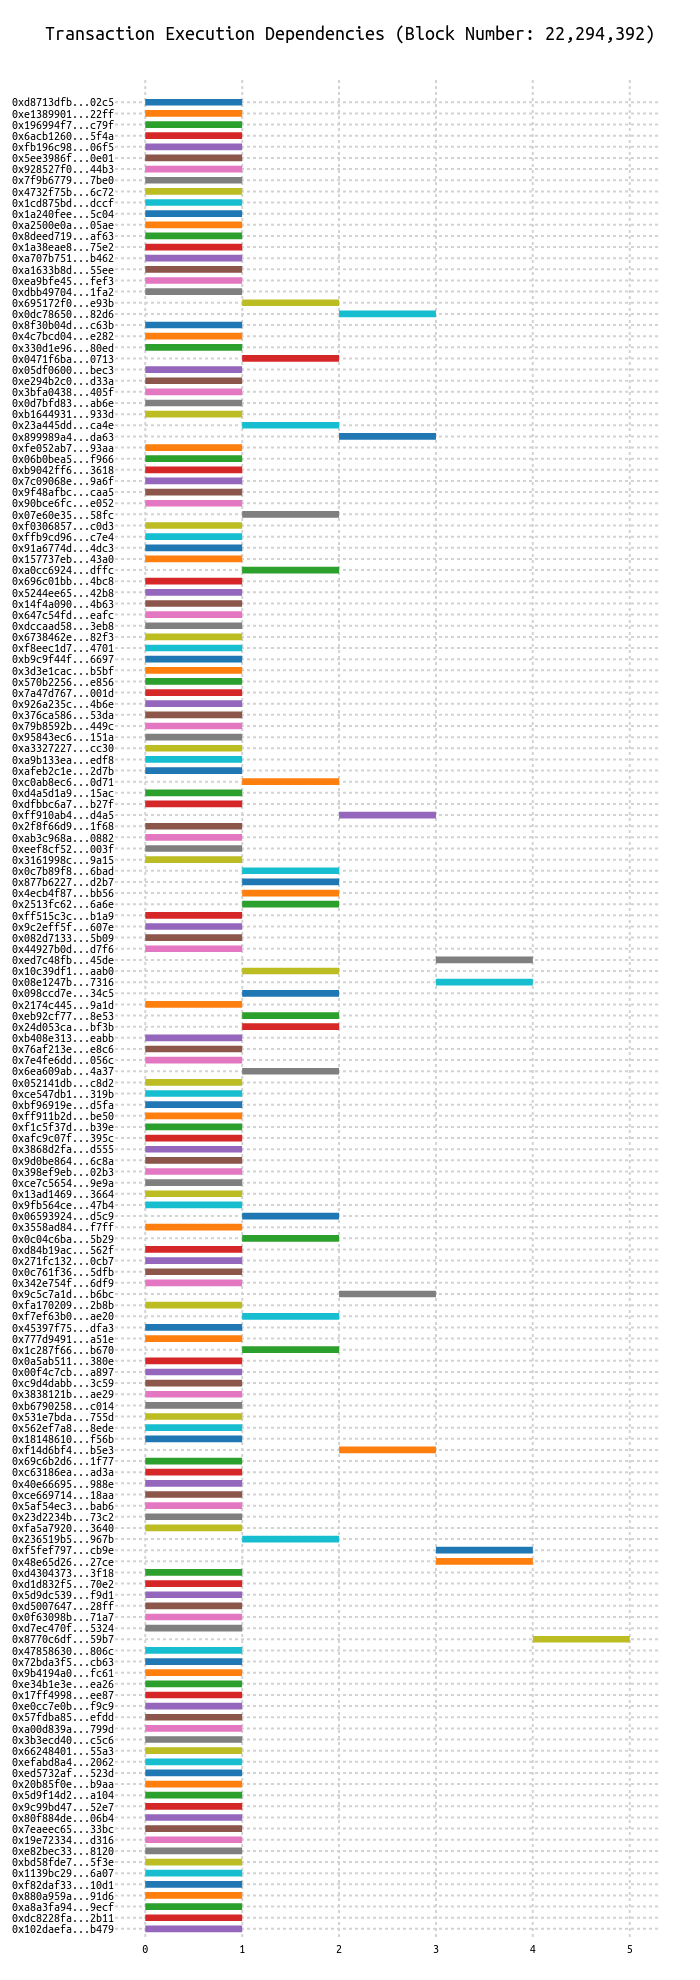 Transaction Execution Dependencies (Block Number: 22,294,392)
0xd8713dfb...02c5
0xe1389901...22ff
0x196994f7...c79f
0x6acb1260...5f4a
0xfb196c98...06f5
0x5ee3986f...0e01
0x928527f0...44b3
0x7f9b6779...7be0
0x4732f75b...6c72
0x1cd875bd...dccf
0x1a240fee...5c04
0xa2500e0a...05ae
0x8deed719...af63
0x1a38eae8...75e2
0xa707b751...b462
0xa1633b8d...55ee
0xea9bfe45...fef3
0xdbb49704...1fa2
0x695172f0...e93b
0x0dc78650...82d6
0x8f30b04d...c63b
0x4c7bcd04...e282
0x330d1e96...80ed
0x0471f6ba...0713
0x05df0600...bec3
0xe294b2c0...d33a
0x3bfa0438...405f
0x0d7bfd83...ab6e
0xb1644931...933d
0x23a445dd...ca4e
0x899989a4...da63
0xfe052ab7...93aa
0x06b0bea5...f966
0xb9042ff6...3618
0x7c09068e...9a6f
0x9f48afbc...caa5
0x90bce6fc...e052
0x07e60e35...58fc
0xf0306857...c0d3
0xffb9cd96...c7e4
0x91a6774d...4dc3
0x157737eb...43a0
0xa0cc6924...dffc
0x696c01bb...4bc8
0x5244ee65...42b8
0x14f4a090...4b63
0x647c54fd...eafc
0xdccaad58...3eb8
0x6738462e...82f3
0xf8eec1d7...4701
0xb9c9f44f...6697
0x3d3e1cac...b5bf
0x570b2256...e856
0x7a47d767...001d
0x926a235c...4b6e
0x376ca586...53da
0x79b8592b...449c
0x95843ec6...151a
0xa3327227...cc30
0xa9b133ea...edf8
0xafeb2c1e...2d7b
0xc0ab8ec6...0d71
0xd4a5d1a9...15ac
0xdfbbc6a7...b27f
0xff910ab4...d4a5
0x2f8f66d9...1f68
0xab3c968a...0882
0xeef8cf52...003f
0x3161998c...9a15
0x0c7b89f8...6bad
0x877b6227...d2b7
0x4ecb4f87...bb56
0x2513fc62...6a6e
0xff515c3c...b1a9
0x9c2eff5f...607e
0x082d7133...5b09
0x44927b0d...d7f6
0xed7c48fb...45de
0x10c39df1...aab0
0x08e1247b...7316
0x098ccd7e...34c5
0x2174c445...9a1d
0xeb92cf77...8e53
0x24d053ca...bf3b
0xb408e313...eabb
0x76af213e...e8c6
0x7e4fe6dd...056c
0x6ea609ab...4a37
0x052141db...c8d2
0xce547db1...319b
0xbf96919e...d5fa
0xff911b2d...be50
0xf1c5f37d...b39e
0xafc9c07f...395c
0x3868d2fa...d555
0x9d0be864...6c8a
0x398ef9eb...02b3
0xce7c5654...9e9a
0x13ad1469...3664
0x9fb564ce...47b4
0x06593924...d5c9
0x3558ad84...f7ff
0x0c04c6ba...5b29
0xd84b19ac...562f
0x271fc132...0cb7
0x0c761f36...5dfb
0x342e754f...6df9
0x9c5c7a1d...b6bc
0xfa170209...2b8b
0xf7ef63b0...ae20
0x45397f75...dfa3
0x777d9491...a51e
0x1c287f66...b670
0x0a5ab511...380e
0x00f4c7cb...a897
0xc9d4dabb...3c59
0x3838121b...ae29
0xb6790258...c014
0x531e7bda...755d
0x562ef7a8...8ede
0x18148610...f56b
0xf14d6bf4...b5e3
0x69c6b2d6...1f77
0xc63186ea...ad3a
0x40e66695...988e
0xce669714...18aa
0x5af54ec3...bab6
0x23d2234b...73c2
0xfa5a7920...3640
0x236519b5...967b
0xf5fef797...cb9e
0x48e65d26...27ce
0xd4304373...3f18
0xd1d832f5...70e2
0x5d9dc539...f9d1
0xd5007647...28ff
0x0f63098b...71a7
0xd7ec470f...5324
0x8770c6df...59b7
0x47858630...806c
0x72bda3f5...cb63
0x9b4194a0...fc61
0xe34b1e3e...ea26
0x17ff4998...ee87
0xe0cc7e0b...f9c9
0x57fdba85...efdd
0xa00d839a...799d
0x3b3ecd40...c5c6
0x66248401...55a3
0xefabd8a4...2062
0xed5732af...523d
0x20b85f0e...b9aa
0x5d9f14d2...a104
0x9c99bd47...52e7
0x80f884de...06b4
0x7eaeec65...33bc
0x19e72334...d316
0xe82bec33...8120
0xbd58fde7...5f3e
0x1139bc29...6a07
0xf82daf33...10d1
0x880a959a...91d6
0xa8a3fa94...9ecf
0xdc8228fa...2b11
0x102daefa...b479
0 1 2 3 4 5